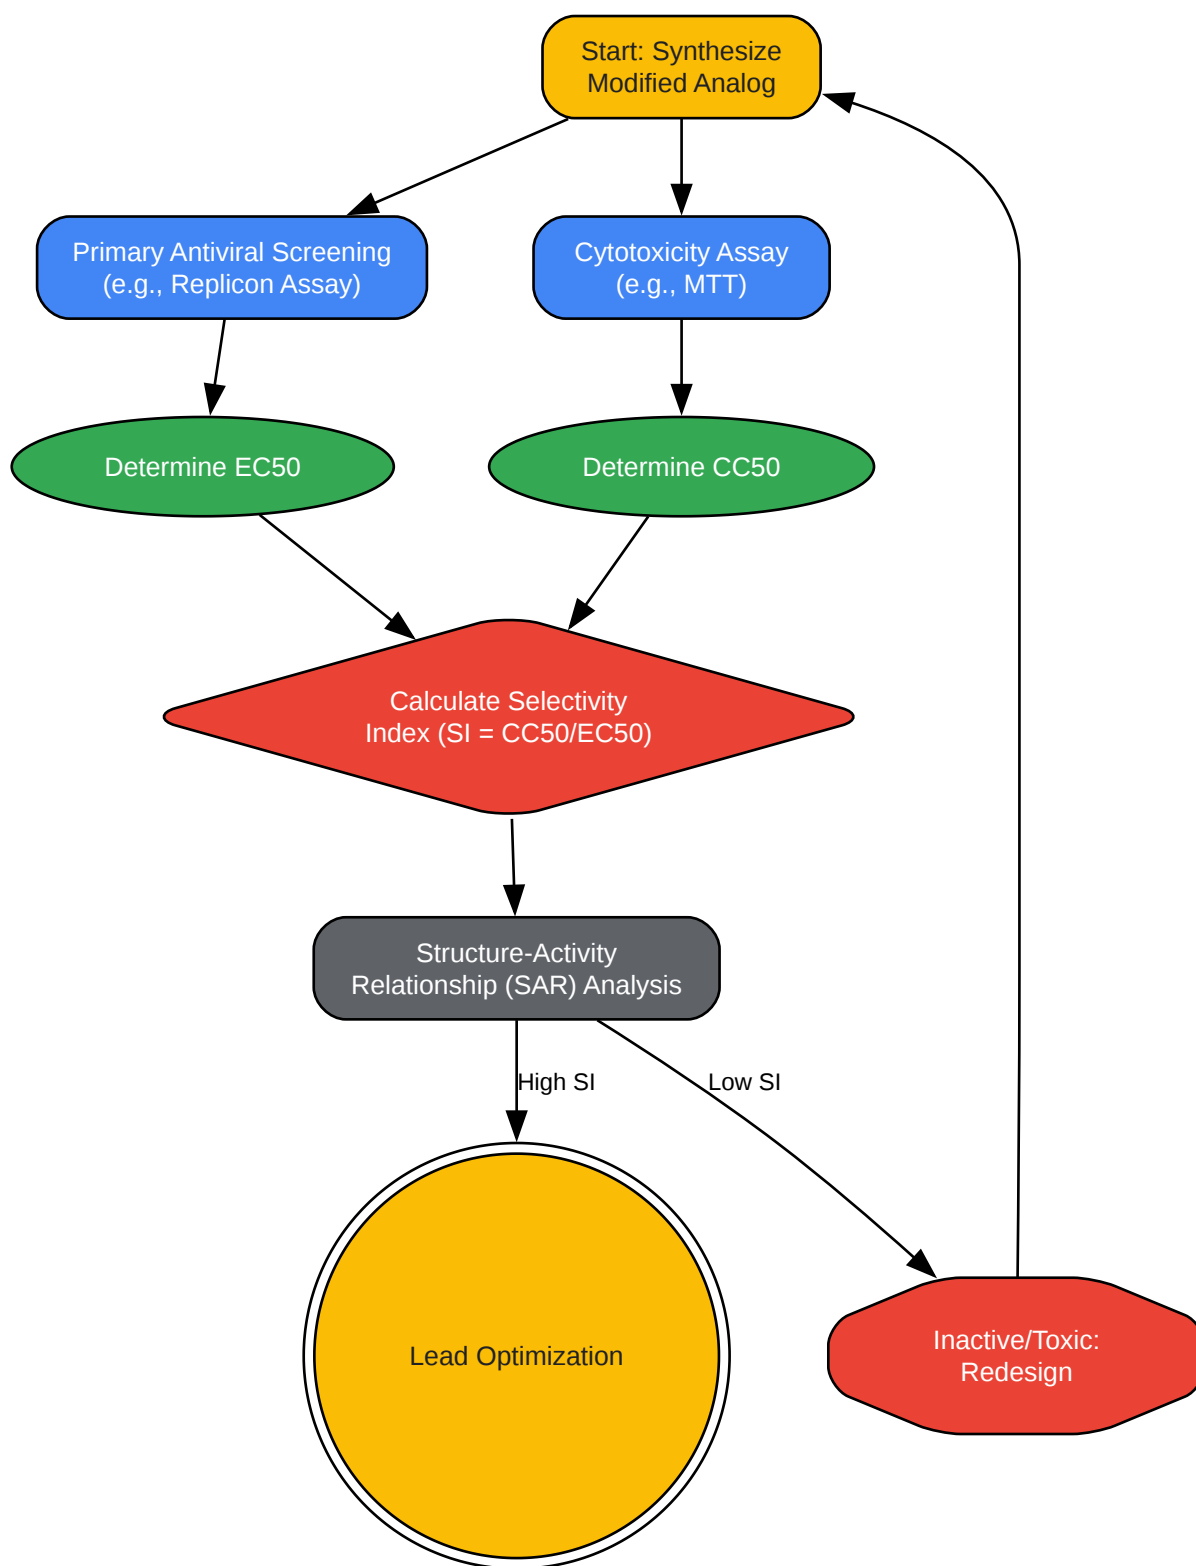 Start: Synthesize
Modified Analog
Primary Antiviral Screening
(e.g., Replicon Assay)
Cytotoxicity Assay
(e.g., MTT)
Determine EC50
Determine CC50
Calculate Selectivity
Index (SI = CC50/EC50)
Structure-Activity
Relationship (SAR) Analysis
High SI
Low SI
Lead Optimization
Inactive/Toxic:
Redesign